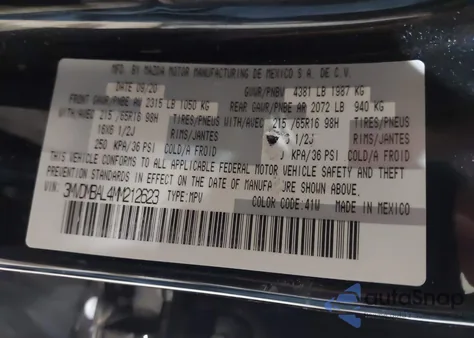 MFD. BY MAZDA MOTOR MANUFACTURING DE MEXICO S.A. DE C.V.
DATE 09/20 GVWR/PNBV 4381 LB 1987 KG
FRONT GAWR/PNBE AV 2315 LB 1050 KG REAR GAWR/PNBE AR 2072 LB 940 KG
WITH/AVEC 215/65R16 98H TIRES/PNEUS WITH/AVEC 215/65R16 98H TIRES/PNEUS
16X6 1/2J RIMS/JANTES 1/2J RIMS/JANTES
250 KPA/36 PSI COLD/A FROID KPA/36 PSI COLD/A FROID
THIS VEHICLE CONFORMS TO ALL APPLICABLE FEDERAL MOTOR VEHICLE SAFETY AND THEFT
PREVENTION STANDARDS IN EFFECT ON THE DATE OF MANUFA URE SHOWN ABOVE.
VIN: 3MVDMBAL4MM212623 TYPE: MPV COLOR CODE: 41W MADE IN MEXICO
autoSnap